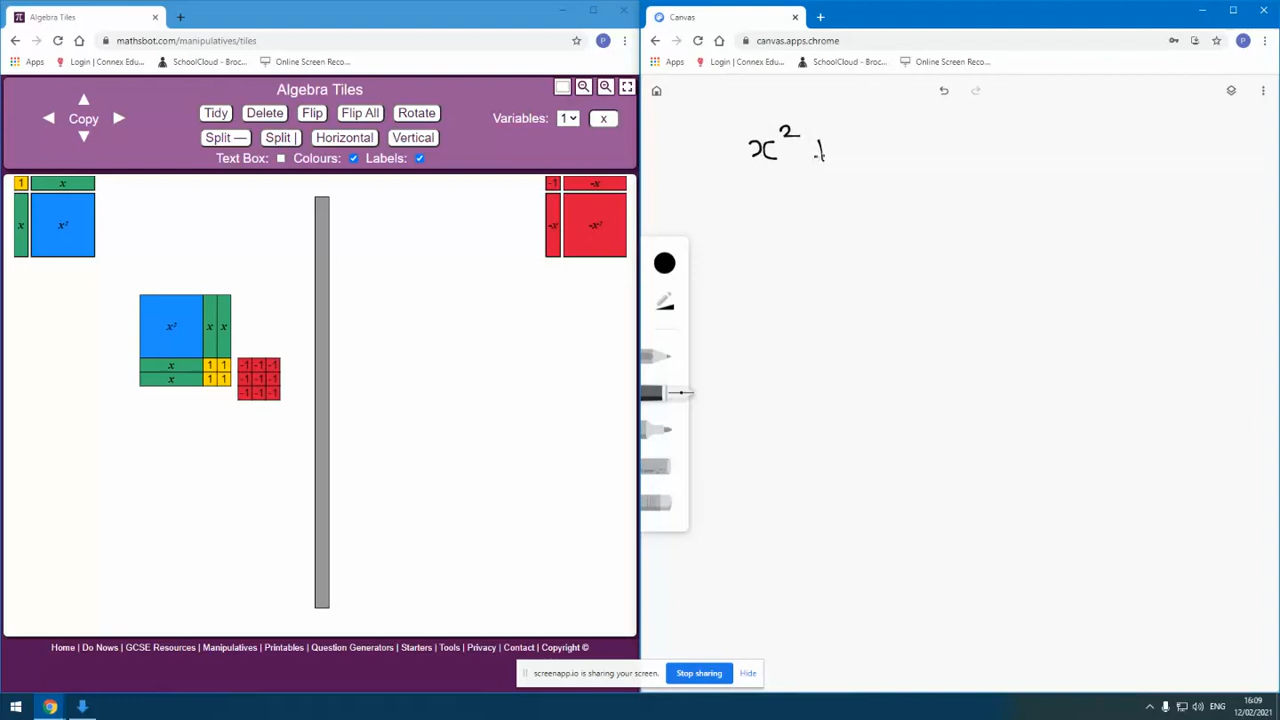 Algebra Tiles
Canvas
mathsbot.com/manipulatives/tiles
P
canvas.apps.chrome
P
Apps
Login | Connex Edu...
SchoolCloud - Broc...
Online Screen Reco...
Apps
Login | Connex Edu...
SchoolCloud - Broc...
Online Screen Reco...
Algebra Tiles
Copy
Tidy Delete Flip Flip All Rotate
Variables: 1 x
Split — Split | Horizontal Vertical
Text Box: Colours: Labels:
1 x
x x²
-1 -x
-x -x²
x² x x
x 1 1
x 1 1
-1 -1 -1
-1 -1 -1
-1 -1 -1
x²
Home | Do Nows | GCSE Resources | Manipulatives | Printables | Question Generators | Starters | Tools | Privacy | Contact | Copyright ©
screenapp.io is sharing your screen. Stop sharing Hide
ENG
16:09
12/02/2021